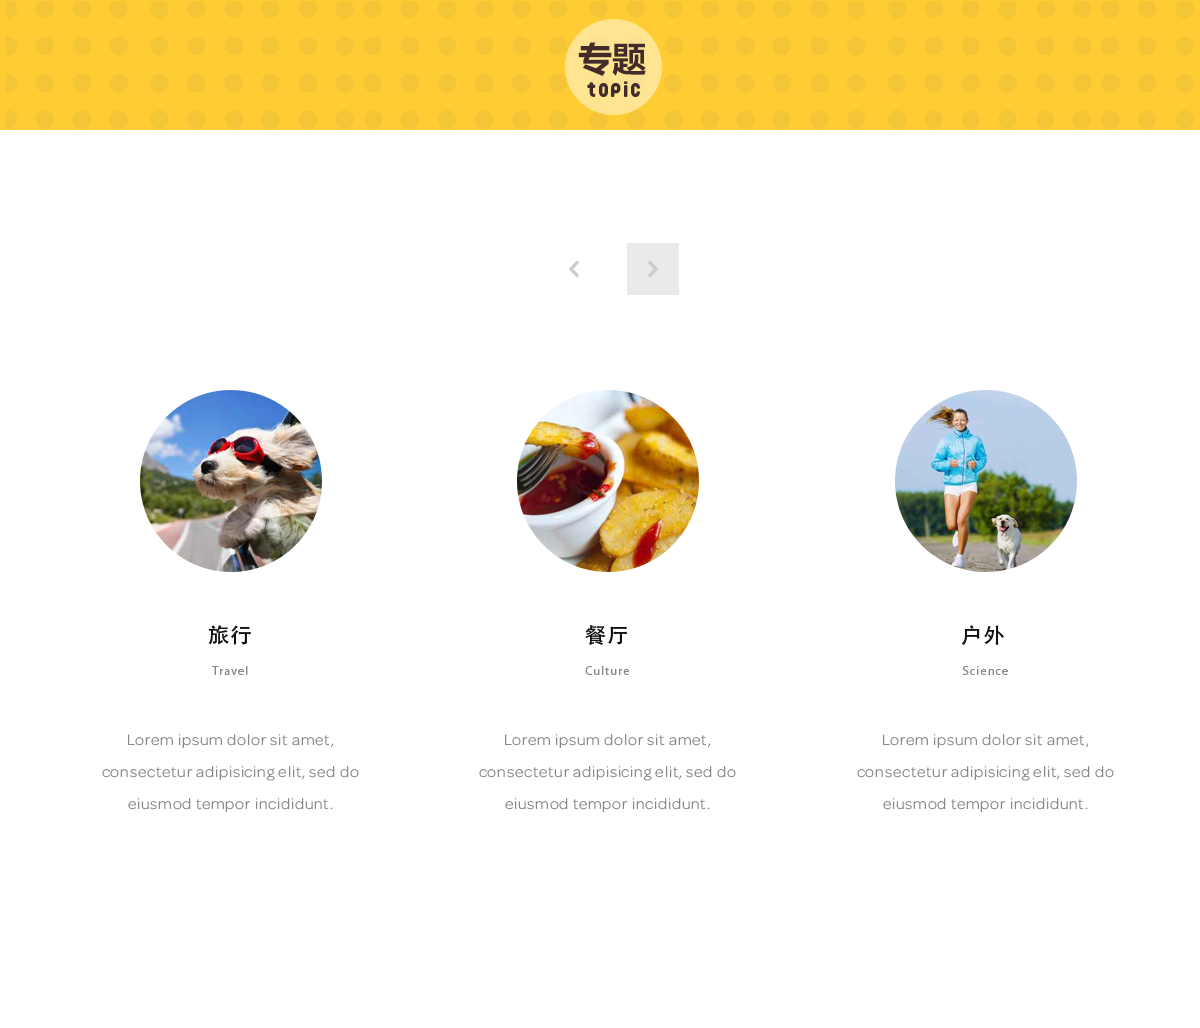 专题
topic
旅行
Travel
Lorem ipsum dolor sit amet,
consectetur adipisicing elit, sed do
eiusmod tempor incididunt.
餐厅
Culture
Lorem ipsum dolor sit amet,
consectetur adipisicing elit, sed do
eiusmod tempor incididunt.
户外
Science
Lorem ipsum dolor sit amet,
consectetur adipisicing elit, sed do
eiusmod tempor incididunt.